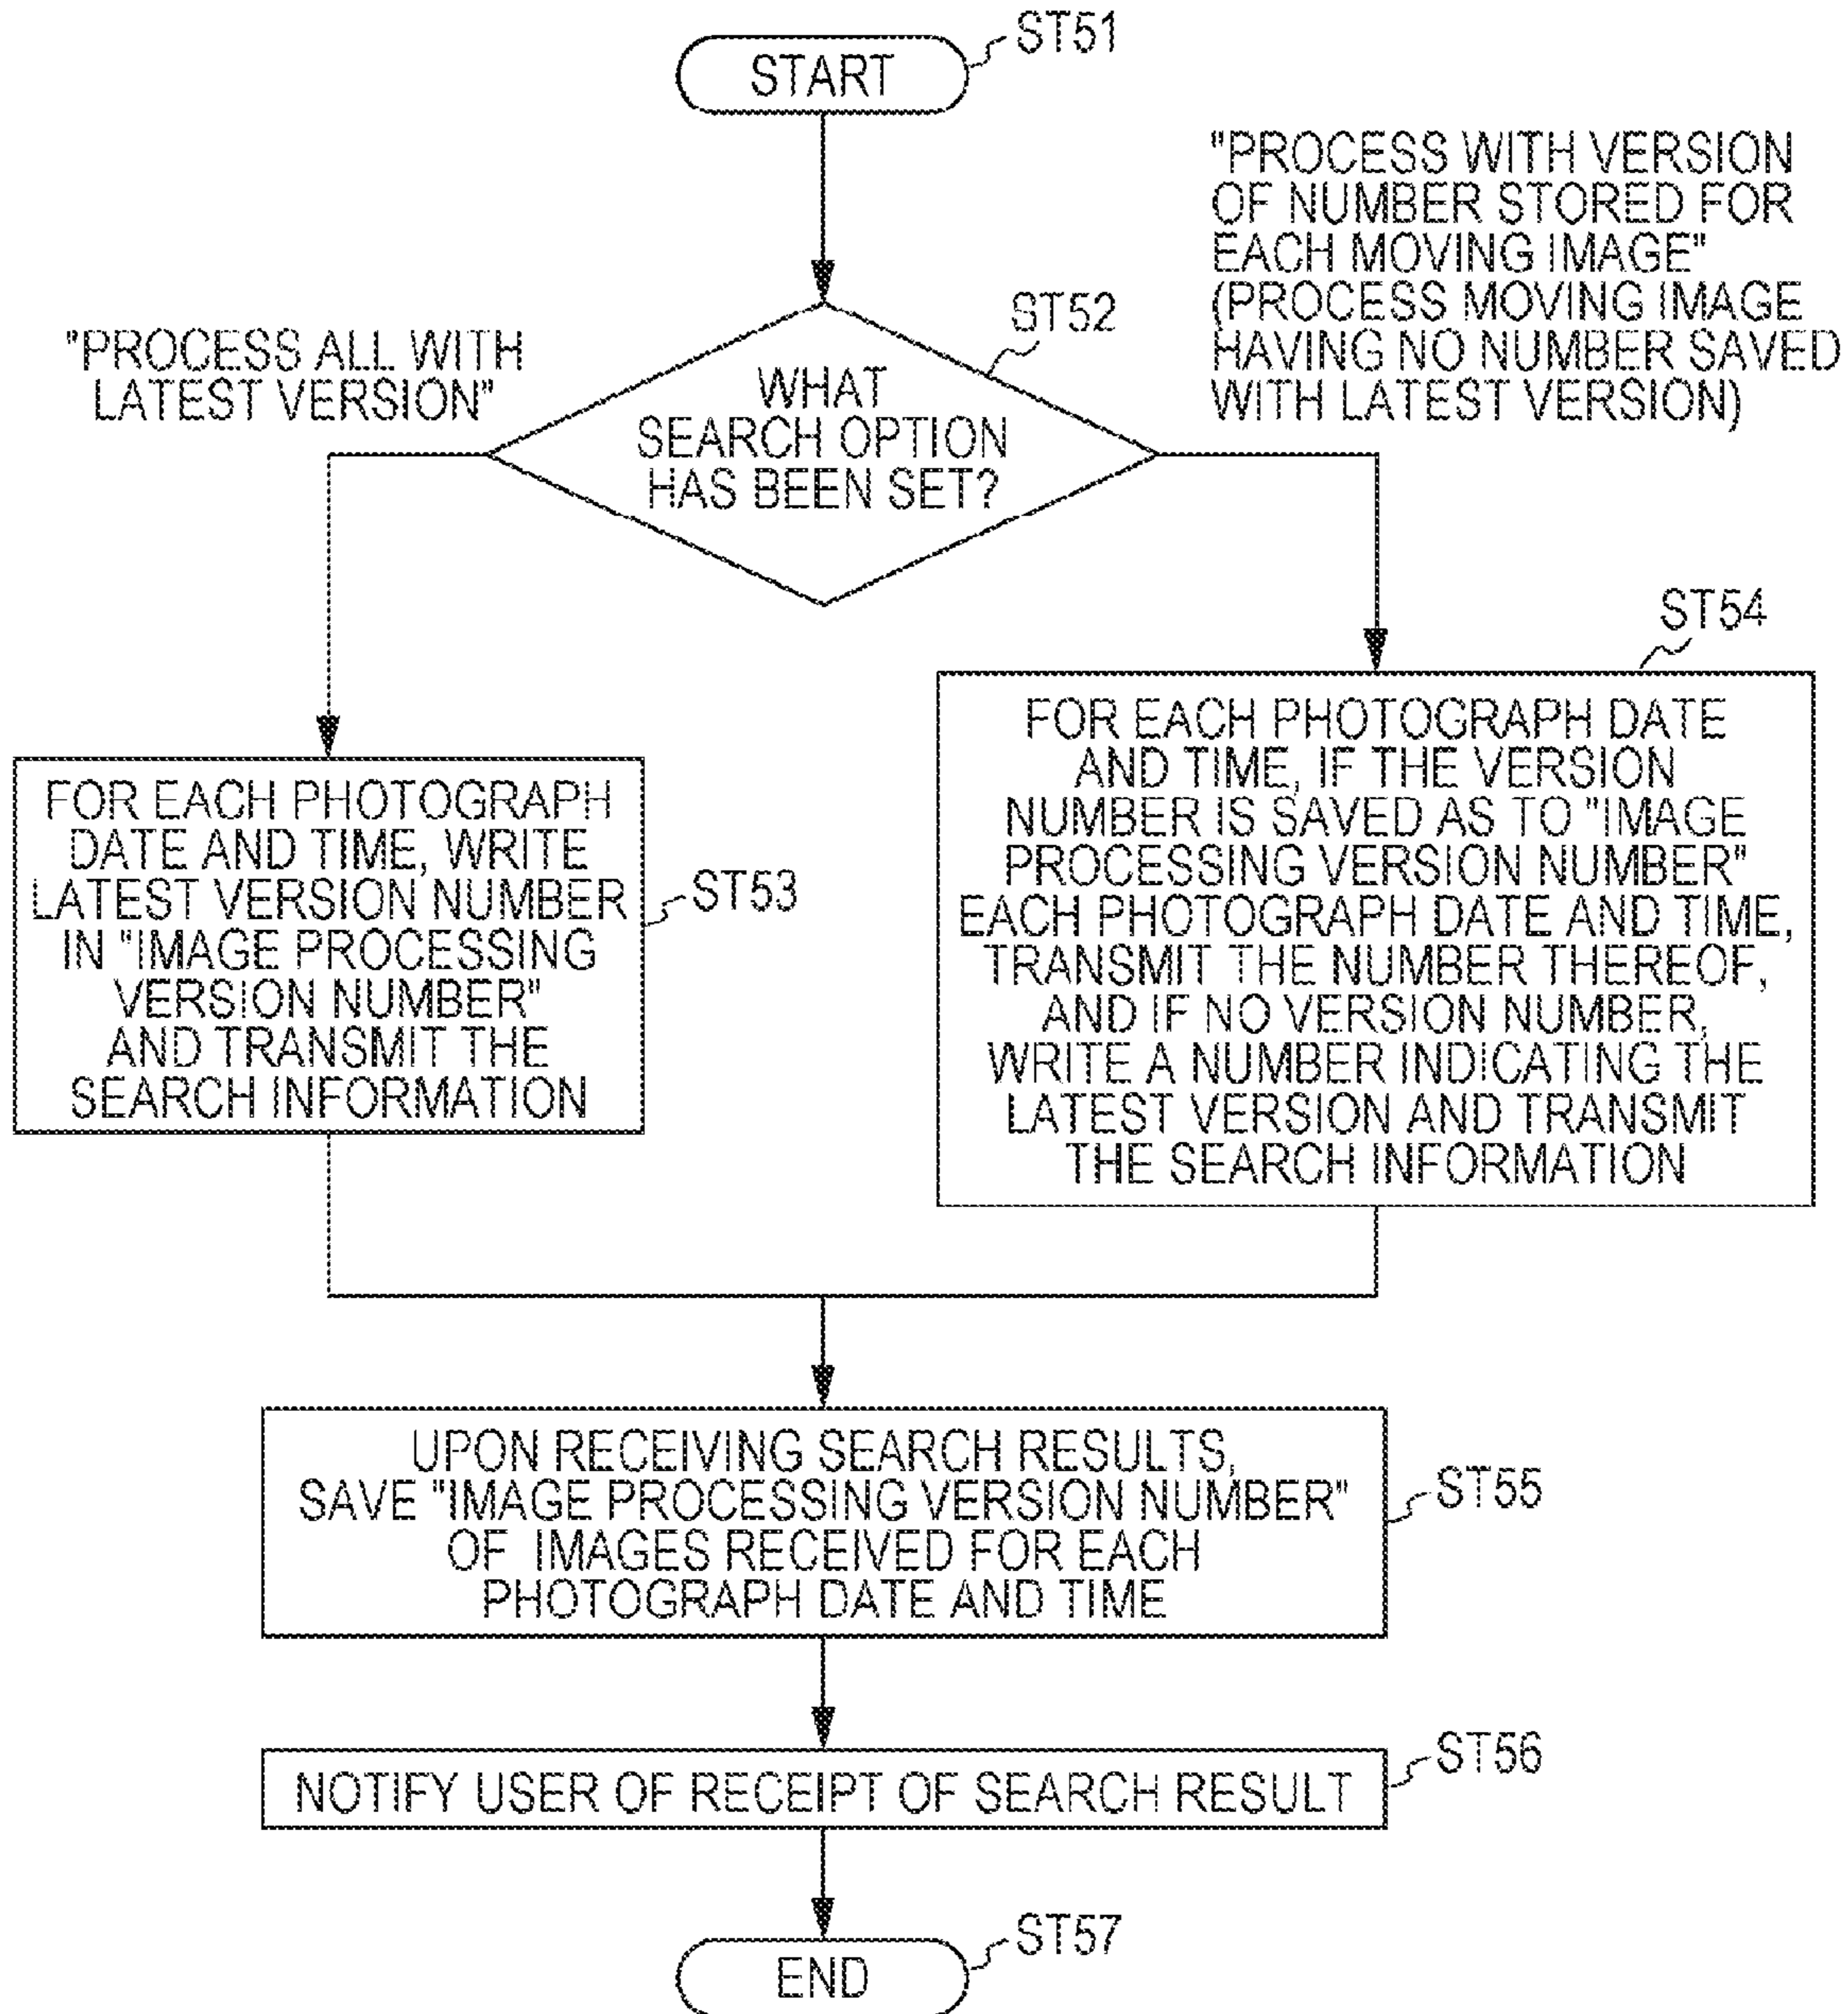 START
ST51
"PROCESS WITH VERSION
OF NUMBER STORED FOR
EACH MOVING IMAGE"
(PROCESS MOVING IMAGE
HAVING NO NUMBER SAVED
WITH LATEST VERSION)
"PROCESS ALL WITH
LATEST VERSION"
ST52
WHAT
SEARCH OPTION
HAS BEEN SET?
FOR EACH PHOTOGRAPH
DATE AND TIME, WRITE
LATEST VERSION NUMBER
IN "IMAGE PROCESSING
VERSION NUMBER"
AND TRANSMIT THE
SEARCH INFORMATION
ST53
ST54
FOR EACH PHOTOGRAPH DATE
AND TIME, IF THE VERSION
NUMBER IS SAVED AS TO "IMAGE
PROCESSING VERSION NUMBER"
EACH PHOTOGRAPH DATE AND TIME,
TRANSMIT THE NUMBER THEREOF,
AND IF NO VERSION NUMBER,
WRITE A NUMBER INDICATING THE
LATEST VERSION AND TRANSMIT
THE SEARCH INFORMATION
UPON RECEIVING SEARCH RESULTS,
SAVE "IMAGE PROCESSING VERSION NUMBER"
OF IMAGES RECEIVED FOR EACH
PHOTOGRAPH DATE AND TIME
ST55
NOTIFY USER OF RECEIPT OF SEARCH RESULT
ST56
END
ST57